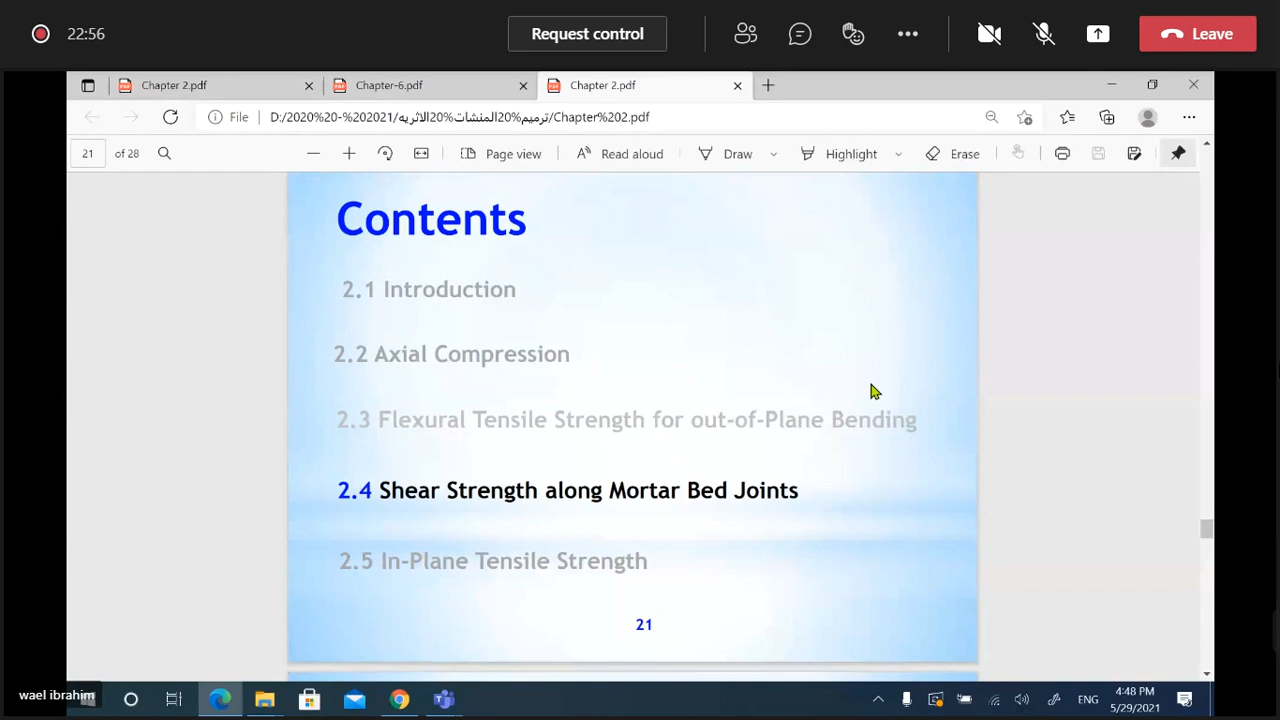 22:56
Request control
Leave
Chapter 2.pdf
Chapter-6.pdf
Chapter 2.pdf
File
D:/2020%20-%202021/ترميم%20المنشات%20الاثريه/Chapter%202.pdf
21 of 28
Page view
Read aloud
Draw
Highlight
Erase
Contents
2.1 Introduction
2.2 Axial Compression
2.3 Flexural Tensile Strength for out-of-Plane Bending
2.4 Shear Strength along Mortar Bed Joints
2.5 In-Plane Tensile Strength
21
wael ibrahim
ENG
4:48 PM
5/29/2021